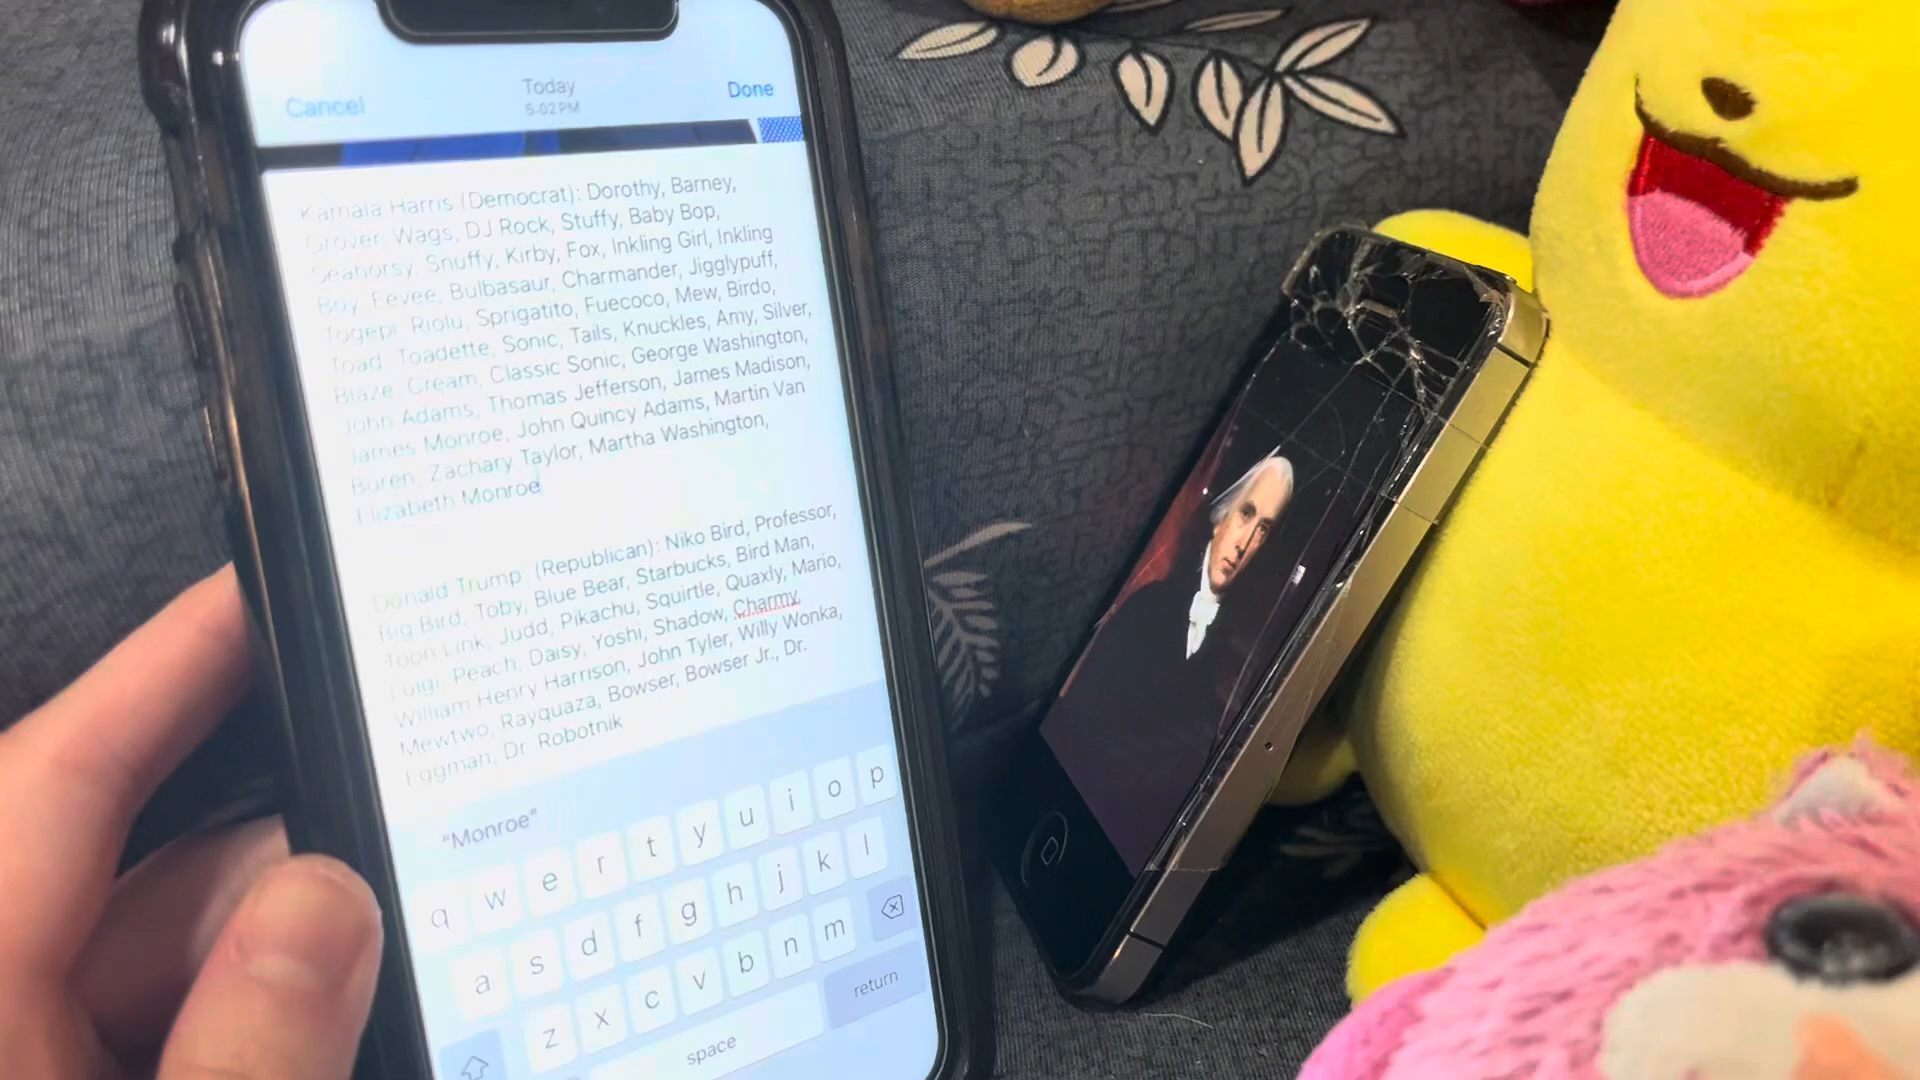 Cancel
Today
5:02 PM
Done
Kamala Harris (Democrat): Dorothy, Barney,
Grover, Wags, DJ Rock, Stuffy, Baby Bop,
Seahorsy, Snuffy, Kirby, Fox, Inkling Girl, Inkling
Boy, Eevee, Bulbasaur, Charmander, Jigglypuff,
Togepi, Riolu, Sprigatito, Fuecoco, Mew, Birdo,
Toad, Toadette, Sonic, Tails, Knuckles, Amy, Silver,
Blaze, Cream, Classic Sonic, George Washington,
John Adams, Thomas Jefferson, James Madison,
James Monroe, John Quincy Adams, Martin Van
Buren, Zachary Taylor, Martha Washington,
Elizabeth Monroe
Donald Trump (Republican): Niko Bird, Professor,
Big Bird, Toby, Blue Bear, Starbucks, Bird Man,
Toon Link, Judd, Pikachu, Squirtle, Quaxly, Mario,
Luigi, Peach, Daisy, Yoshi, Shadow, Charmy,
William Henry Harrison, John Tyler, Willy Wonka,
Mewtwo, Rayquaza, Bowser, Bowser Jr., Dr.
Eggman, Dr. Robotnik
"Monroe"
q w e r t y u i o p
a s d f g h j k l
z x c v b n m
space return